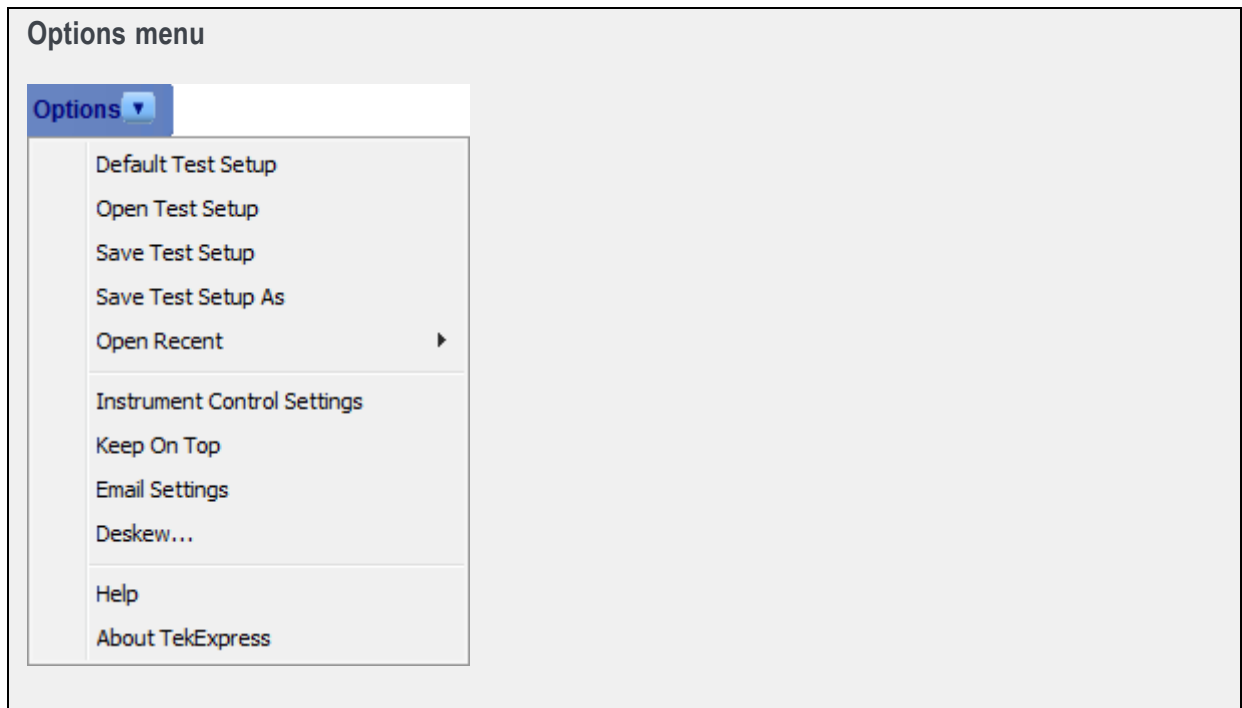 Options menu
Options
Default Test Setup
Open Test Setup
Save Test Setup
Save Test Setup As
Open Recent
Instrument Control Settings
Keep On Top
Email Settings
Deskew...
Help
About TekExpress